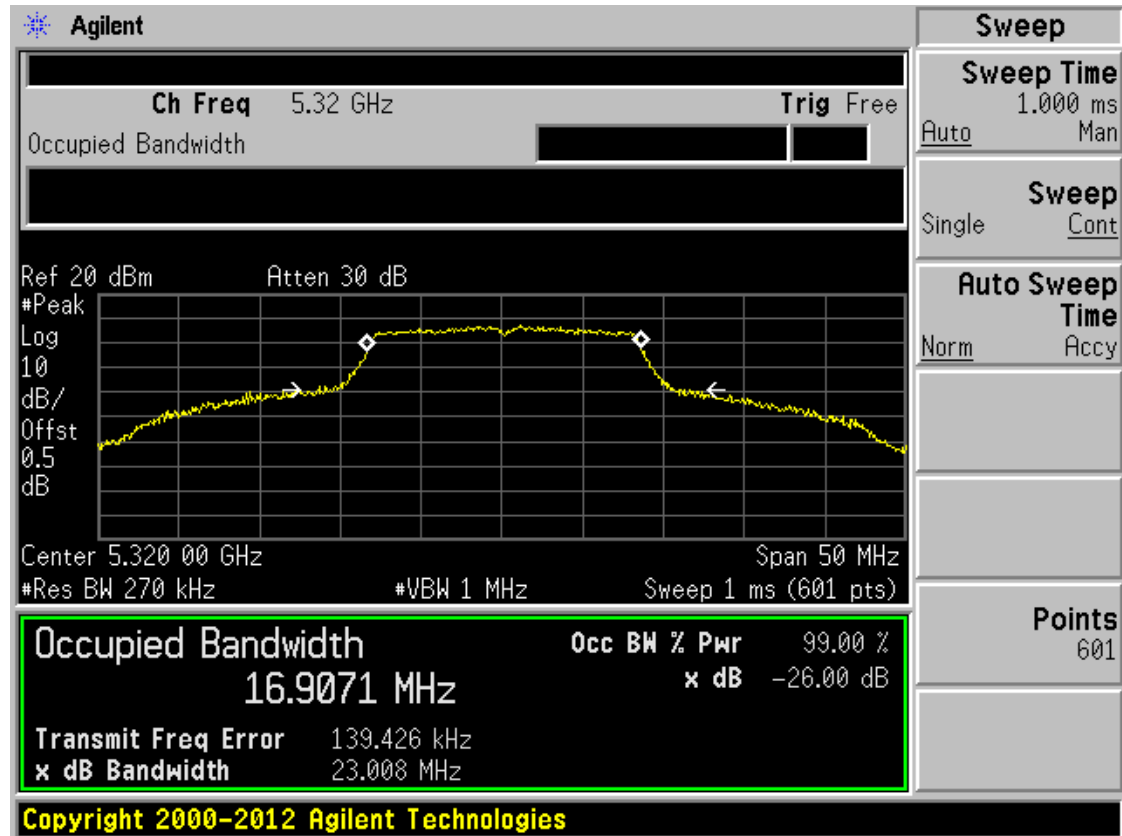 Agilent
Ch Freq 5.32 GHz Trig Free
Occupied Bandwidth
Ref 20 dBm Atten 30 dB
#Peak
Log
10
dB/
Offst
0.5
dB
Center 5.320 00 GHz Span 50 MHz
#Res BW 270 kHz #VBW 1 MHz Sweep 1 ms (601 pts)
Occupied Bandwidth
16.9071 MHz
Occ BW % Pwr 99.00 %
x dB -26.00 dB
Transmit Freq Error 139.426 kHz
x dB Bandwidth 23.008 MHz
Copyright 2000-2012 Agilent Technologies
Sweep
Sweep Time
1.000 ms
Auto Man
Sweep
Single Cont
Auto Sweep
Time
Norm Accy
Points
601